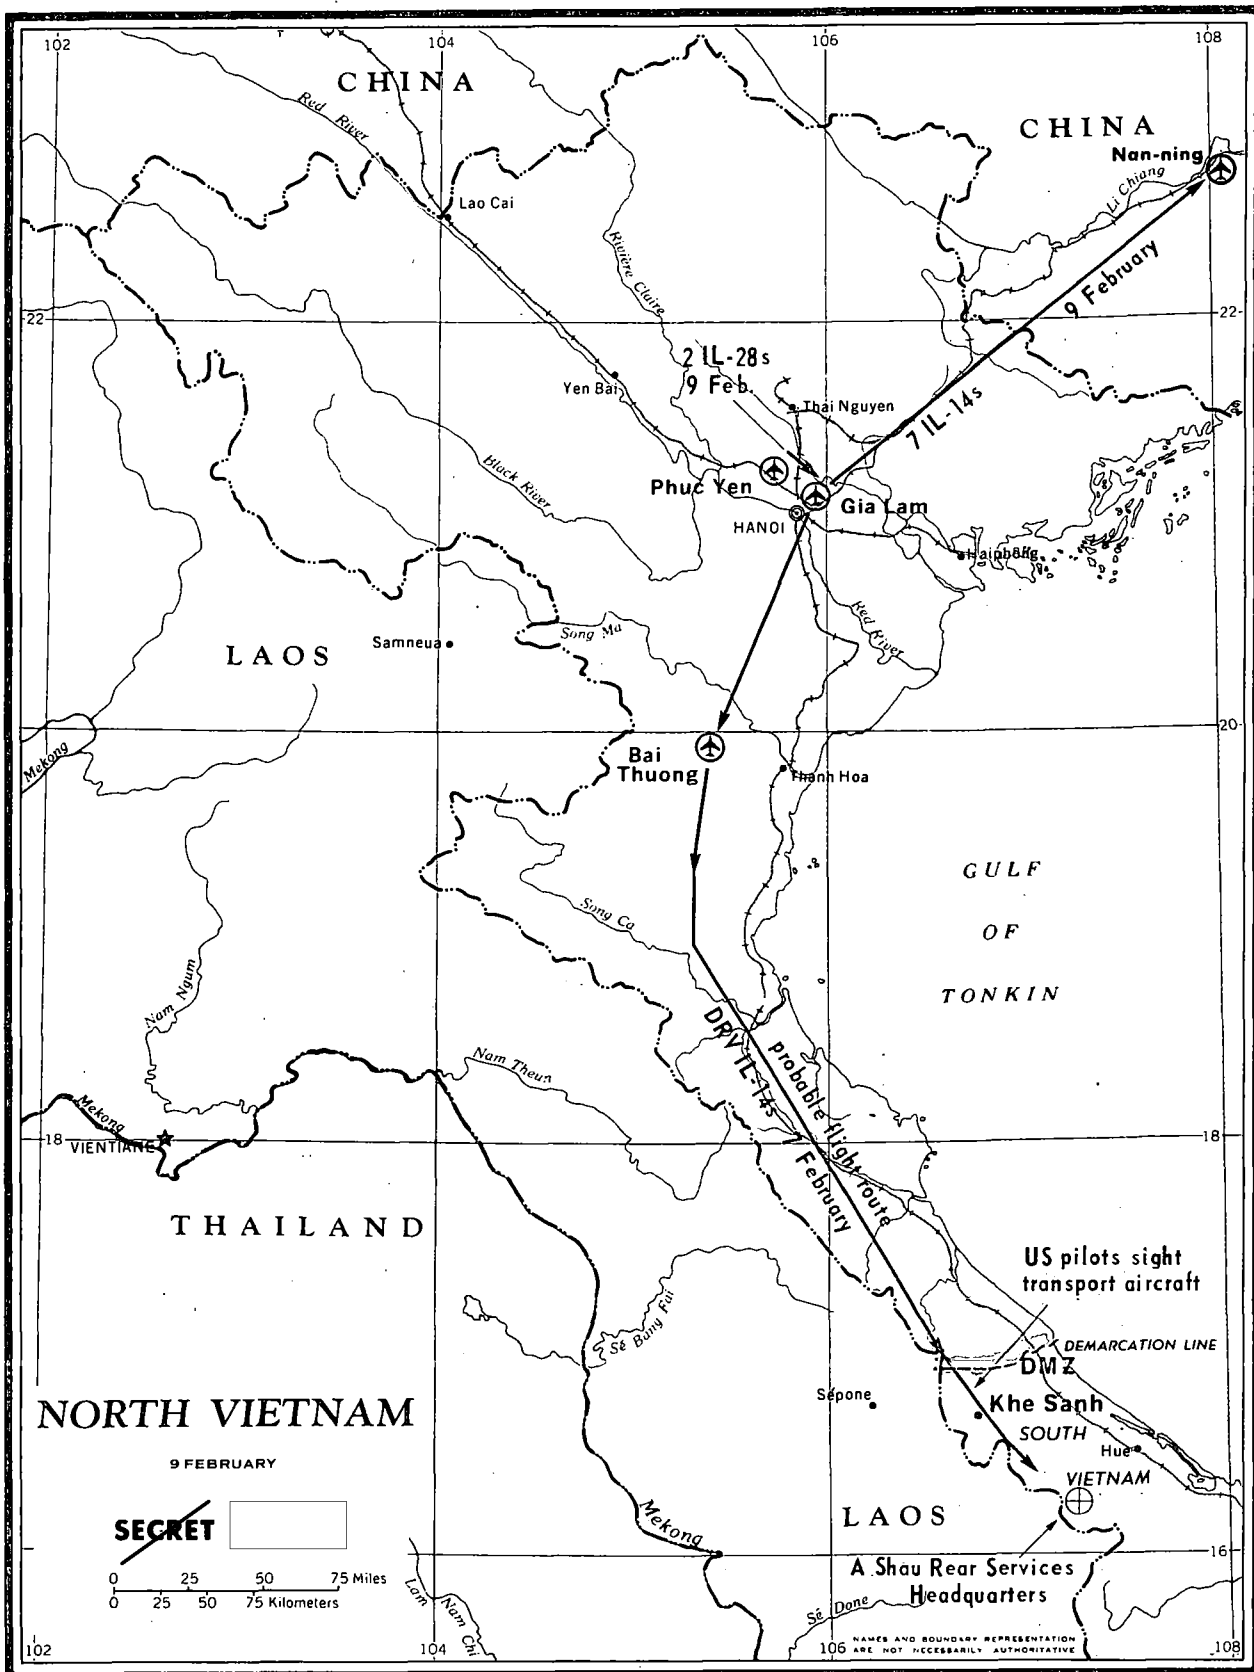 102
104
106
108
CHINA
Red River
CHINA
Nan-ning
Li Chiang
Lao Cai
Rivière Claire
9 February
22
22
2 IL-28s
9 Feb.
Yen Bai
Thai Nguyen
7 IL-14s
Black River
Phuc Yen
Gia Lam
HANOI
Haiphong
Red River
Song Ma
Samneua
LAOS
20
Mekong
Bai
Thuong
Thanh Hoa
GULF
OF
TONKIN
Song Ca
Nam Ngum
DRV IL-14s
7 February
probable flight route
Nam Theun
Mekong
VIENTIANE
18
18
THAILAND
US pilots sight
transport aircraft
Sé Bang Fai
DEMARCATION LINE
DMZ
Sépone
Khe Sanh
SOUTH
Hue
VIETNAM
NORTH VIETNAM
9 FEBRUARY
SECRET
LAOS
Mekong
A Shau Rear Services
Headquarters
16
0 25 50 75 Miles
0 25 50 75 Kilometers
Lam Nam Chi
Sé Done
NAMES AND BOUNDARY REPRESENTATION
ARE NOT NECESSARILY AUTHORITATIVE
102
104
106
108